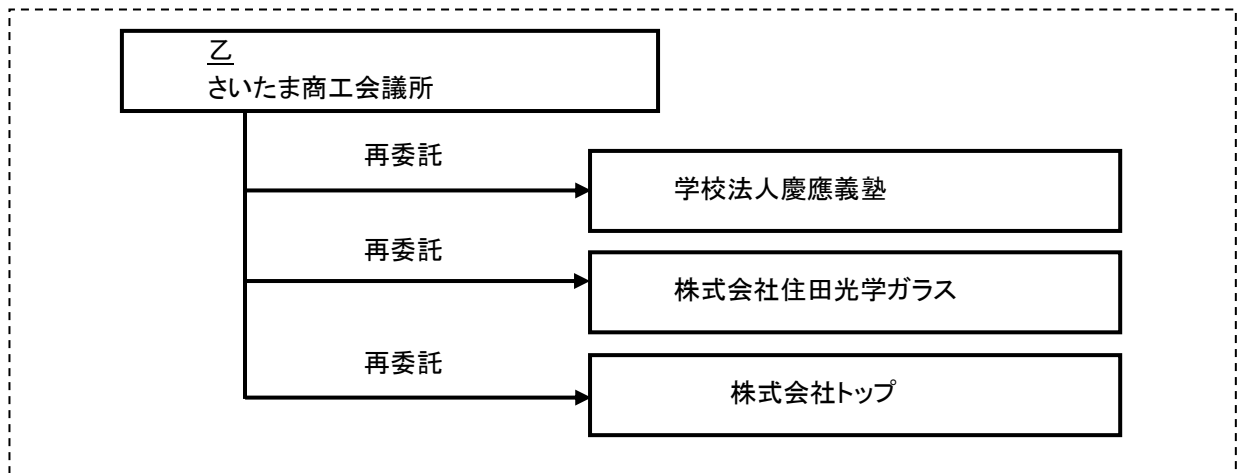 乙
さいたま商工会議所
再委託
学校法人慶應義塾
再委託
株式会社住田光学ガラス
再委託
株式会社トップ